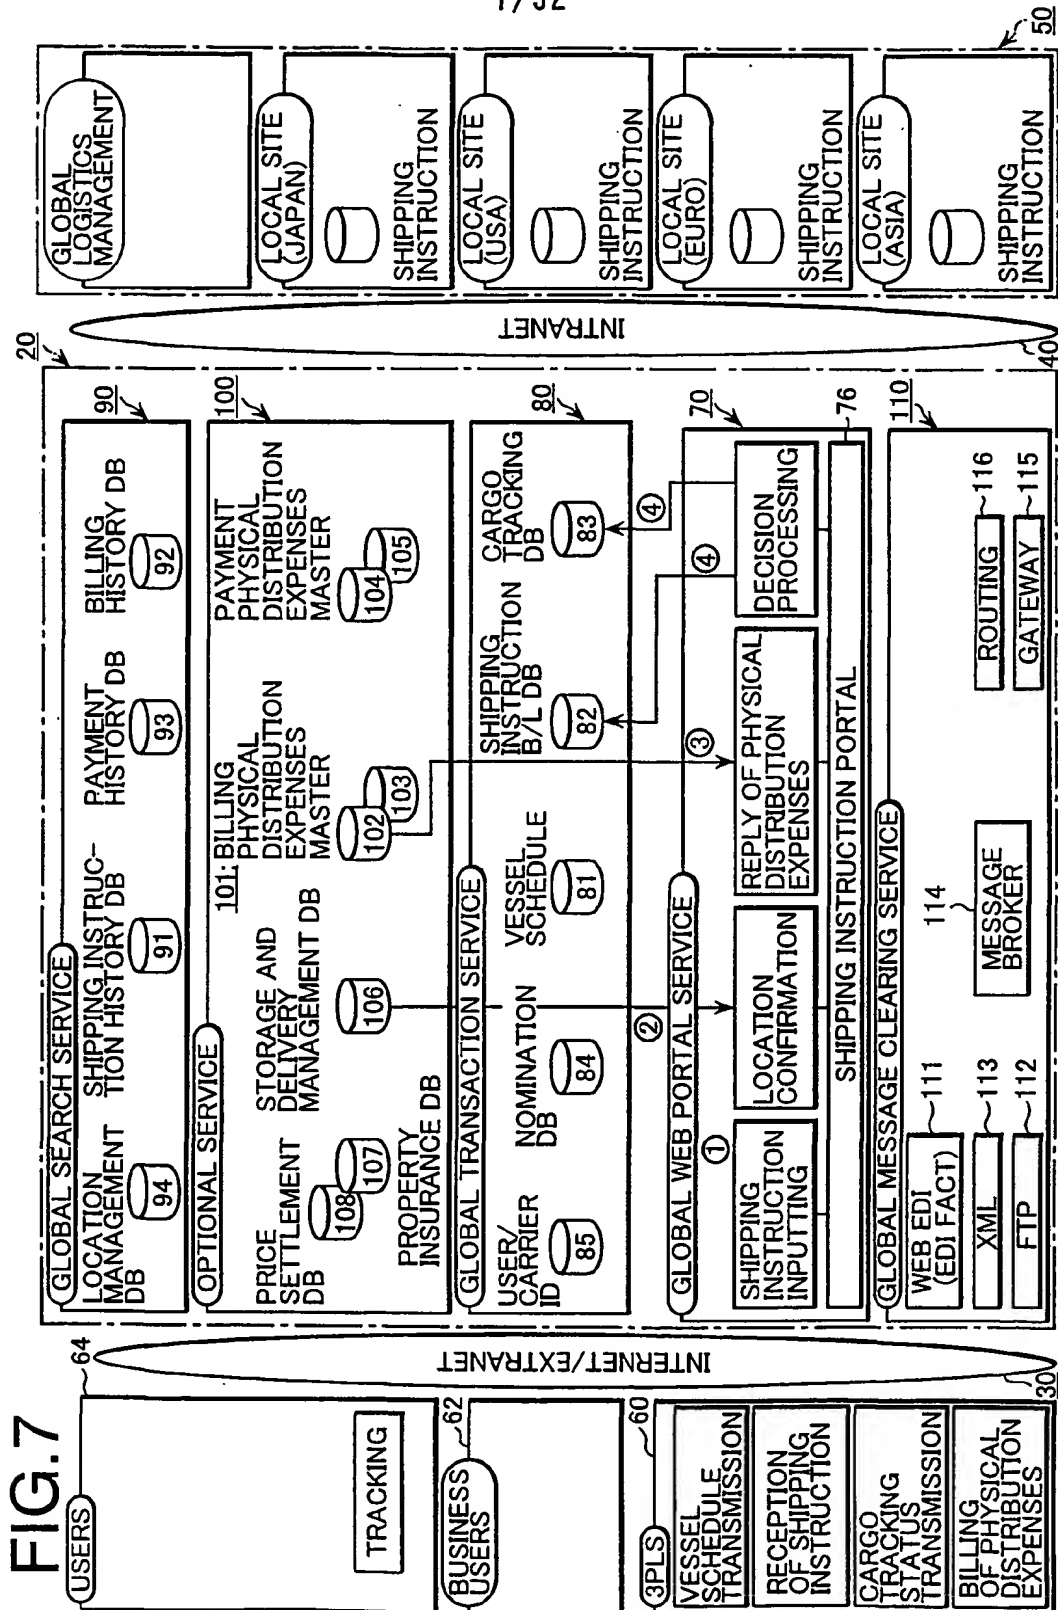 7/32
FIG.7
64
USERS
TRACKING
62
BUSINESS
USERS
60
3PLS
VESSEL
SCHEDULE
TRANSMISSION
RECEPTION
OF SHIPPING
INSTRUCTION
CARGO
TRACKING
STATUS
TRANSMISSION
BILLING
OF PHYSICAL
DISTRIBUTION
EXPENSES
INTERNET/EXTRANET
30
20
GLOBAL SEARCH SERVICE
90
LOCATION
MANAGEMENT
DB
94
SHIPPING INSTRUC-
TION HISTORY DB
91
PAYMENT
HISTORY DB
93
BILLING
HISTORY DB
92
OPTIONAL SERVICE
100
PRICE
SETTLEMENT
DB
108
107
PROPERTY
INSURANCE DB
STORAGE AND
DELIVERY
MANAGEMENT DB
106
101: BILLING
PHYSICAL
DISTRIBUTION
EXPENSES
MASTER
102
103
PAYMENT
PHYSICAL
DISTRIBUTION
EXPENSES
MASTER
104
105
GLOBAL TRANSACTION SERVICE
80
USER/
CARRIER
ID
85
NOMINATION
DB
84
VESSEL
SCHEDULE
81
SHIPPING
INSTRUCTION
B/L DB
82
CARGO
TRACKING
DB
83
GLOBAL WEB PORTAL SERVICE
70
①
②
③
④
④
SHIPPING
INSTRUCTION
INPUTTING
LOCATION
CONFIRMATION
REPLY OF PHYSICAL
DISTRIBUTION
EXPENSES
DECISION
PROCESSING
SHIPPING INSTRUCTION PORTAL
76
GLOBAL MESSAGE CLEARING SERVICE
110
WEB EDI
(EDI FACT)
111
XML
113
FTP
112
MESSAGE
BROKER
114
ROUTING
116
GATEWAY
115
INTRANET
40
50
GLOBAL
LOGISTICS
MANAGEMENT
LOCAL SITE
(JAPAN)
SHIPPING
INSTRUCTION
LOCAL SITE
(USA)
SHIPPING
INSTRUCTION
LOCAL SITE
(EURO)
SHIPPING
INSTRUCTION
LOCAL SITE
(ASIA)
SHIPPING
INSTRUCTION